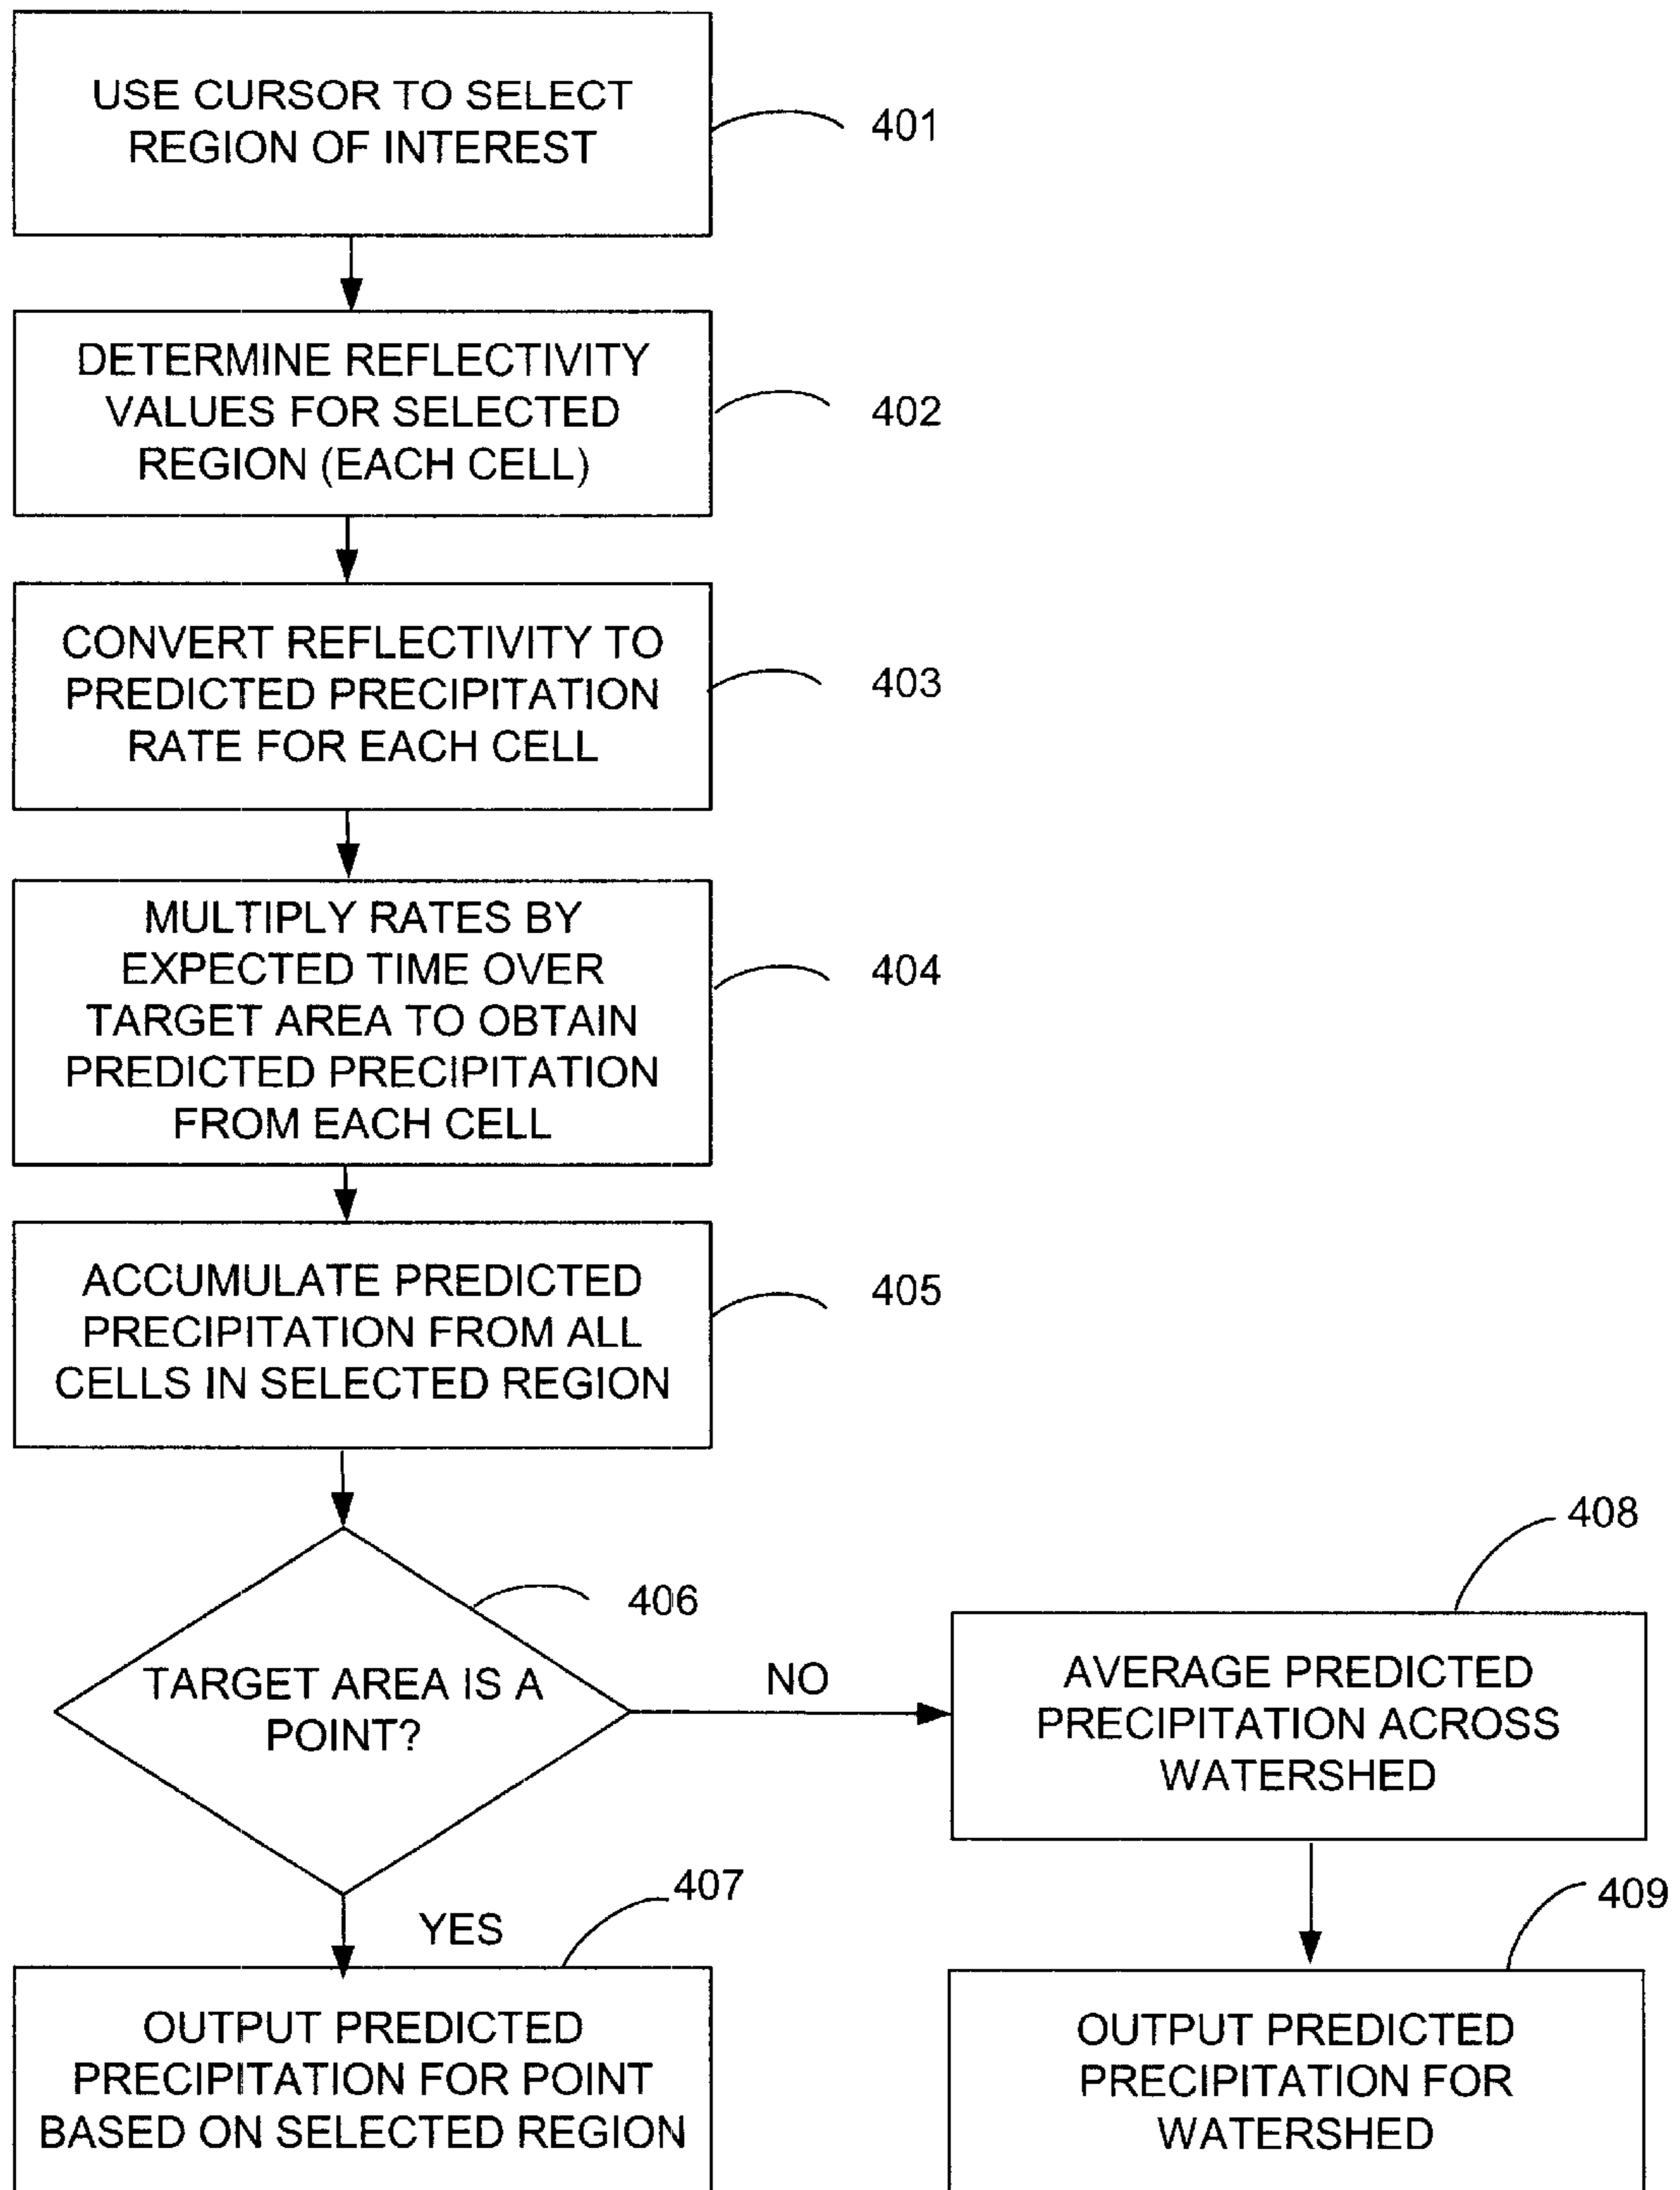 USE CURSOR TO SELECT
REGION OF INTEREST
401
DETERMINE REFLECTIVITY
VALUES FOR SELECTED
REGION (EACH CELL)
402
CONVERT REFLECTIVITY TO
PREDICTED PRECIPITATION
RATE FOR EACH CELL
403
MULTIPLY RATES BY
EXPECTED TIME OVER
TARGET AREA TO OBTAIN
PREDICTED PRECIPITATION
FROM EACH CELL
404
ACCUMULATE PREDICTED
PRECIPITATION FROM ALL
CELLS IN SELECTED REGION
405
TARGET AREA IS A
POINT?
406
NO
AVERAGE PREDICTED
PRECIPITATION ACROSS
WATERSHED
408
YES
407
OUTPUT PREDICTED
PRECIPITATION FOR POINT
BASED ON SELECTED REGION
409
OUTPUT PREDICTED
PRECIPITATION FOR
WATERSHED